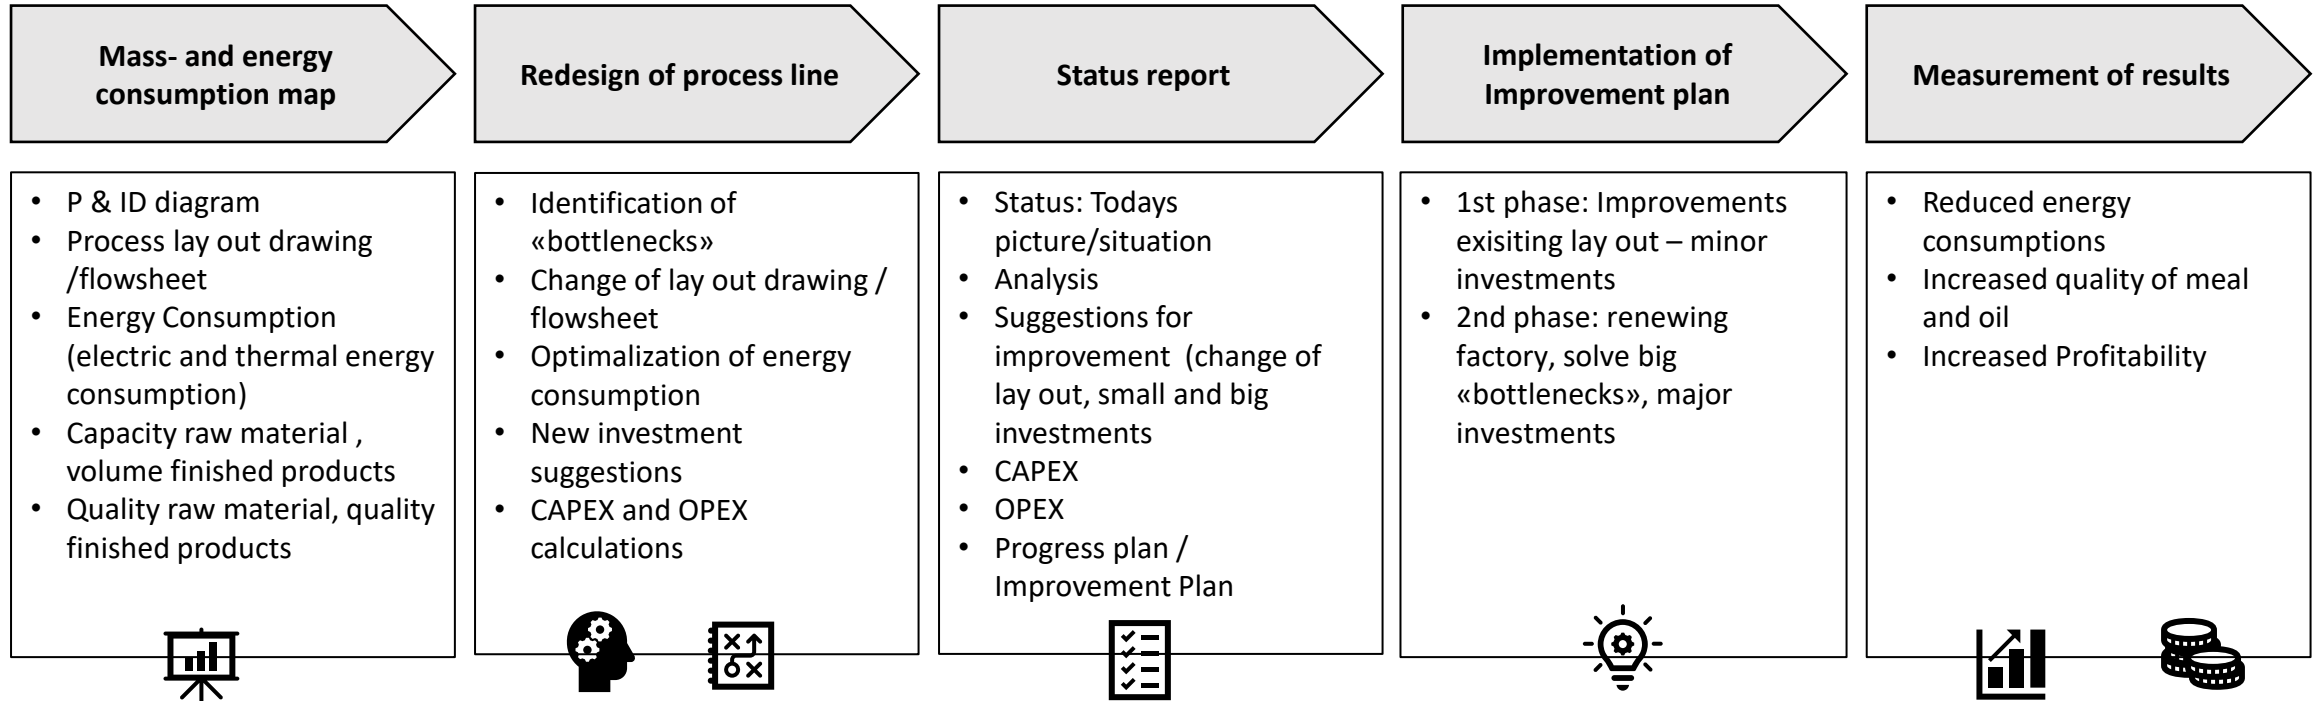 Mass- and energy
consumption map
Redesign of process line
Status report
Implementation of
Improvement plan
Measurement of results
• P & ID diagram
• Process lay out drawing
/flowsheet
• Energy Consumption
(electric and thermal energy
consumption)
• Capacity raw material ,
volume finished products
• Quality raw material, quality
finished products
• Identification of
«bottlenecks»
• Change of lay out drawing /
flowsheet
• Optimalization of energy
consumption
• New investment
suggestions
• CAPEX and OPEX
calculations
• Status: Todays
picture/situation
• Analysis
• Suggestions for
improvement  (change of
lay out, small and big
investments
• CAPEX
• OPEX
• Progress plan /
Improvement Plan
• 1st phase: Improvements
exisiting lay out – minor
investments
• 2nd phase: renewing
factory, solve big
«bottlenecks», major
investments
• Reduced energy
consumptions
• Increased quality of meal
and oil
• Increased Profitability